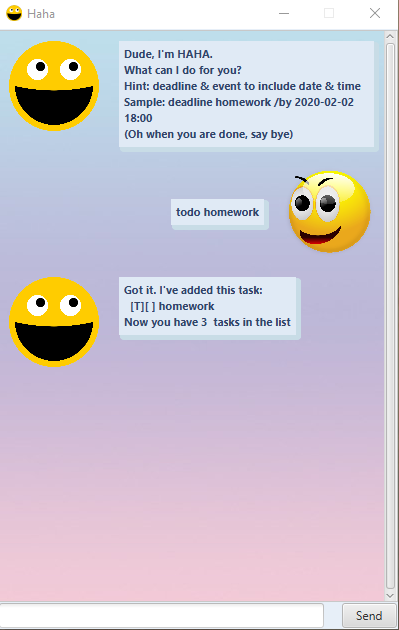 Haha
Dude, I'm HAHA.
What can I do for you?
Hint: deadline & event to include date & time
Sample: deadline homework /by 2020-02-02
18:00
(Oh when you are done, say bye)
todo homework
Got it. I've added this task:
[T][ ] homework
Now you have 3  tasks in the list
Send